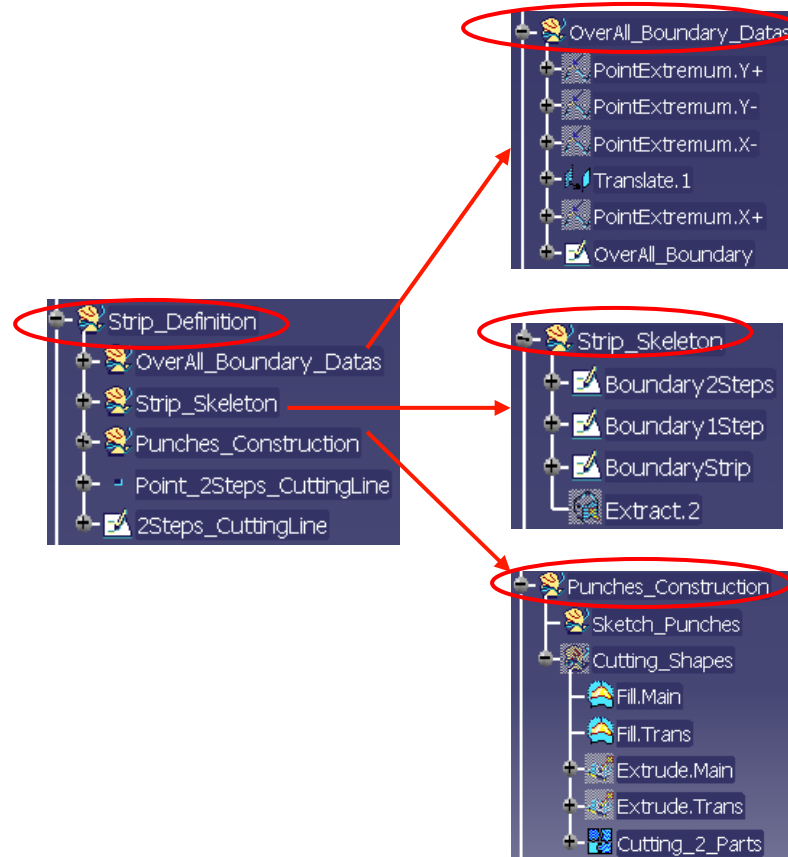 OverAll_Boundary_Datas
PointExtremum.Y+
PointExtremum.Y-
PointExtremum.X-
Translate.1
PointExtremum.X+
OverAll_Boundary
Strip_Definition
OverAll_Boundary_Datas
Strip_Skeleton
Punches_Construction
Point_2Steps_CuttingLine
2Steps_CuttingLine
Strip_Skeleton
Boundary2Steps
Boundary1Step
BoundaryStrip
Extract.2
Punches_Construction
Sketch_Punches
Cutting_Shapes
Fill.Main
Fill.Trans
Extrude.Main
Extrude.Trans
Cutting_2_Parts